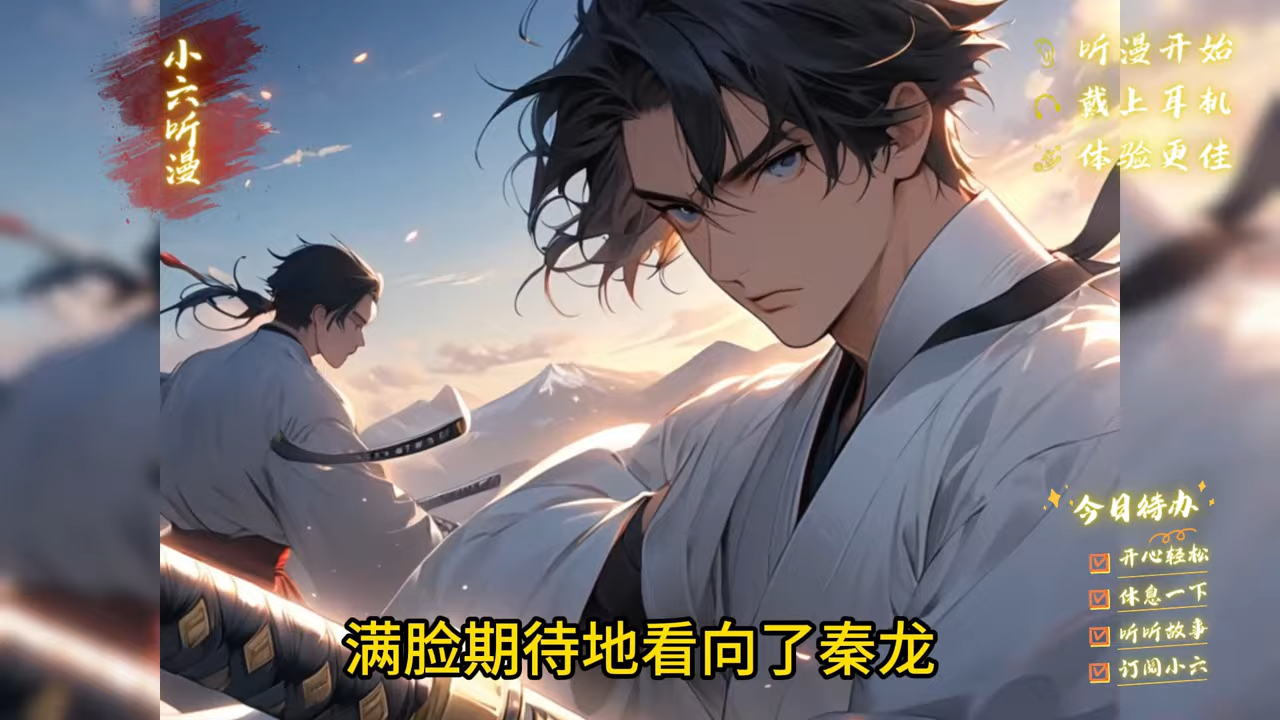 小六听漫
听漫开始
戴上耳机
体验更佳
今日待办
开心轻松
休息一下
听听故事
订阅小六
满脸期待地看向了秦龙